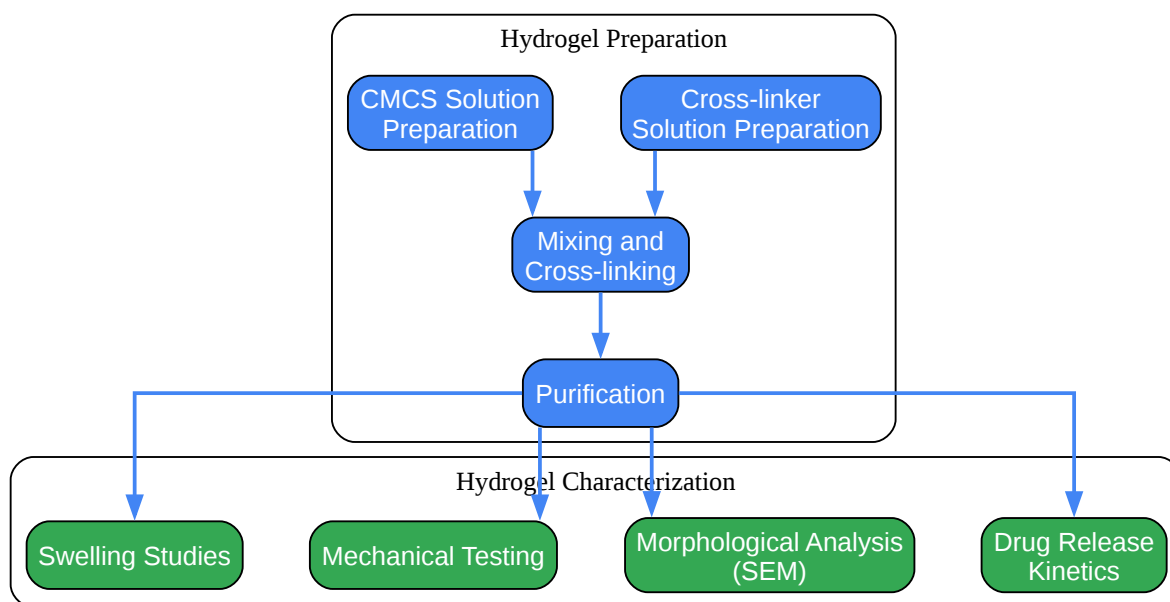 Hydrogel Preparation
CMCS Solution
Preparation
Cross-linker
Solution Preparation
Mixing and
Cross-linking
Purification
Hydrogel Characterization
Swelling Studies
Mechanical Testing
Morphological Analysis
(SEM)
Drug Release
Kinetics